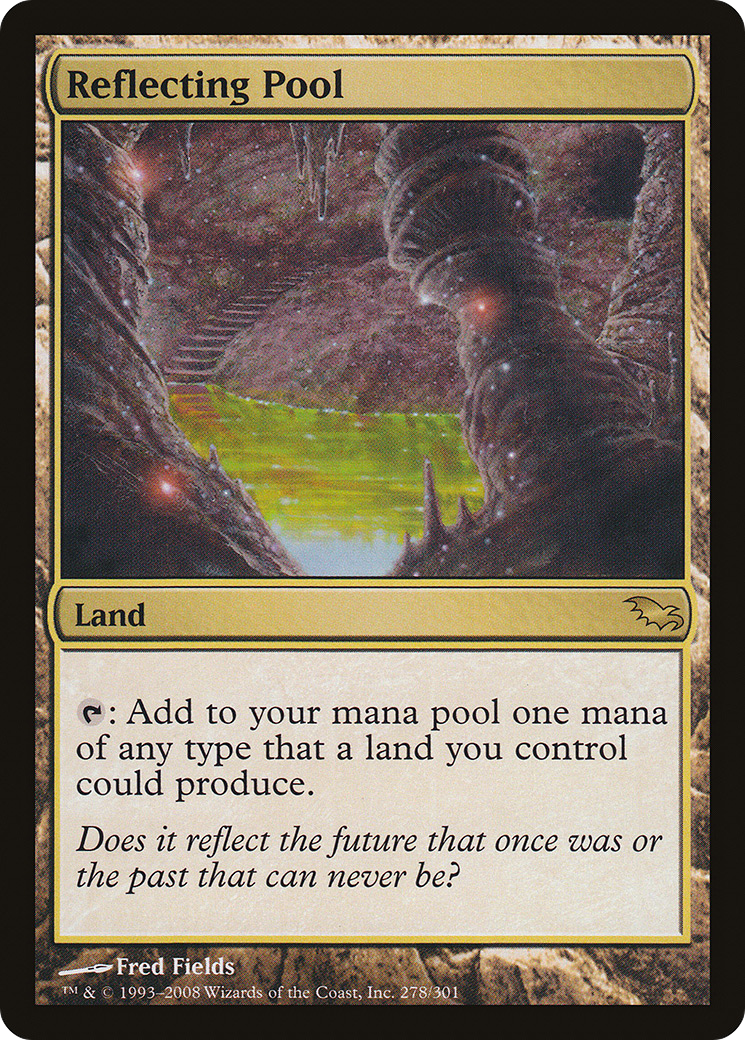 Reflecting Pool
Land
: Add to your mana pool one mana
of any type that a land you control
could produce.
Does it reflect the future that once was or
the past that can never be?
Fred Fields
™ & © 1993–2008 Wizards of the Coast, Inc. 278/301